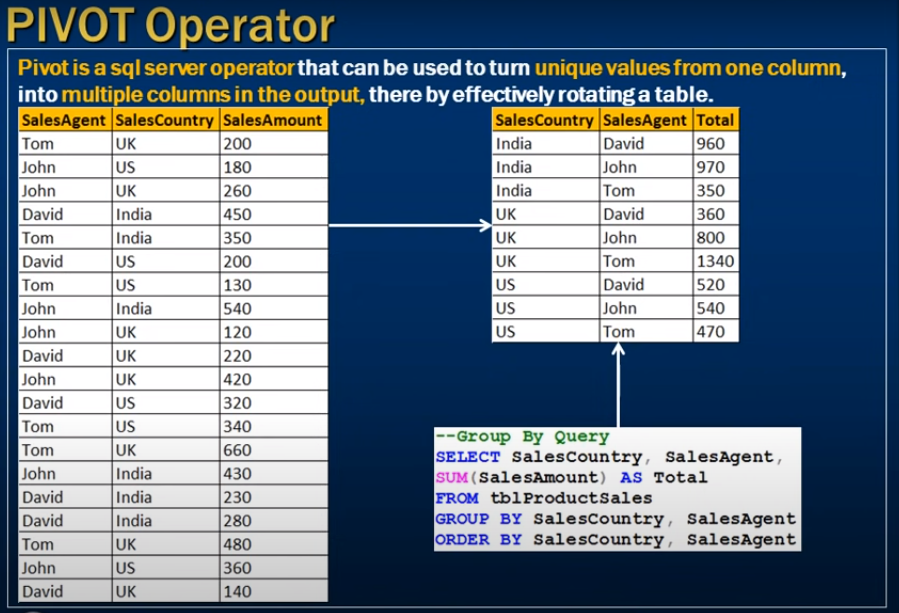 PIVOT Operator
Pivot is a sql server operator that can be used to turn unique values from one column,
into multiple columns in the output, there by effectively rotating a table.
SalesAgent SalesCountry SalesAmount
Tom UK 200
John US 180
John UK 260
David India 450
Tom India 350
David US 200
Tom US 130
John India 540
John UK 120
David UK 220
John UK 420
David US 320
Tom US 340
Tom UK 660
John India 430
David India 230
David India 280
Tom UK 480
John US 360
David UK 140
SalesCountry SalesAgent Total
India David 960
India John 970
India Tom 350
UK David 360
UK John 800
UK Tom 1340
US David 520
US John 540
US Tom 470
--Group By Query
SELECT SalesCountry, SalesAgent,
SUM(SalesAmount) AS Total
FROM tblProductSales
GROUP BY SalesCountry, SalesAgent
ORDER BY SalesCountry, SalesAgent